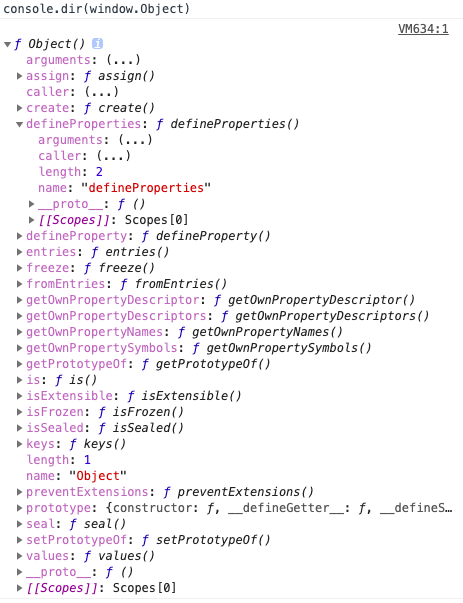 console.dir(window.Object)
VM634:1
ƒ Object() i
arguments: (...)
assign: ƒ assign()
caller: (...)
create: ƒ create()
defineProperties: ƒ defineProperties()
arguments: (...)
caller: (...)
length: 2
name: "defineProperties"
__proto__: ƒ ()
[[Scopes]]: Scopes[0]
defineProperty: ƒ defineProperty()
entries: ƒ entries()
freeze: ƒ freeze()
fromEntries: ƒ fromEntries()
getOwnPropertyDescriptor: ƒ getOwnPropertyDescriptor()
getOwnPropertyDescriptors: ƒ getOwnPropertyDescriptors()
getOwnPropertyNames: ƒ getOwnPropertyNames()
getOwnPropertySymbols: ƒ getOwnPropertySymbols()
getPrototypeOf: ƒ getPrototypeOf()
is: ƒ is()
isExtensible: ƒ isExtensible()
isFrozen: ƒ isFrozen()
isSealed: ƒ isSealed()
keys: ƒ keys()
length: 1
name: "Object"
preventExtensions: ƒ preventExtensions()
prototype: {constructor: ƒ, __defineGetter__: ƒ, __defineS…
seal: ƒ seal()
setPrototypeOf: ƒ setPrototypeOf()
values: ƒ values()
__proto__: ƒ ()
[[Scopes]]: Scopes[0]